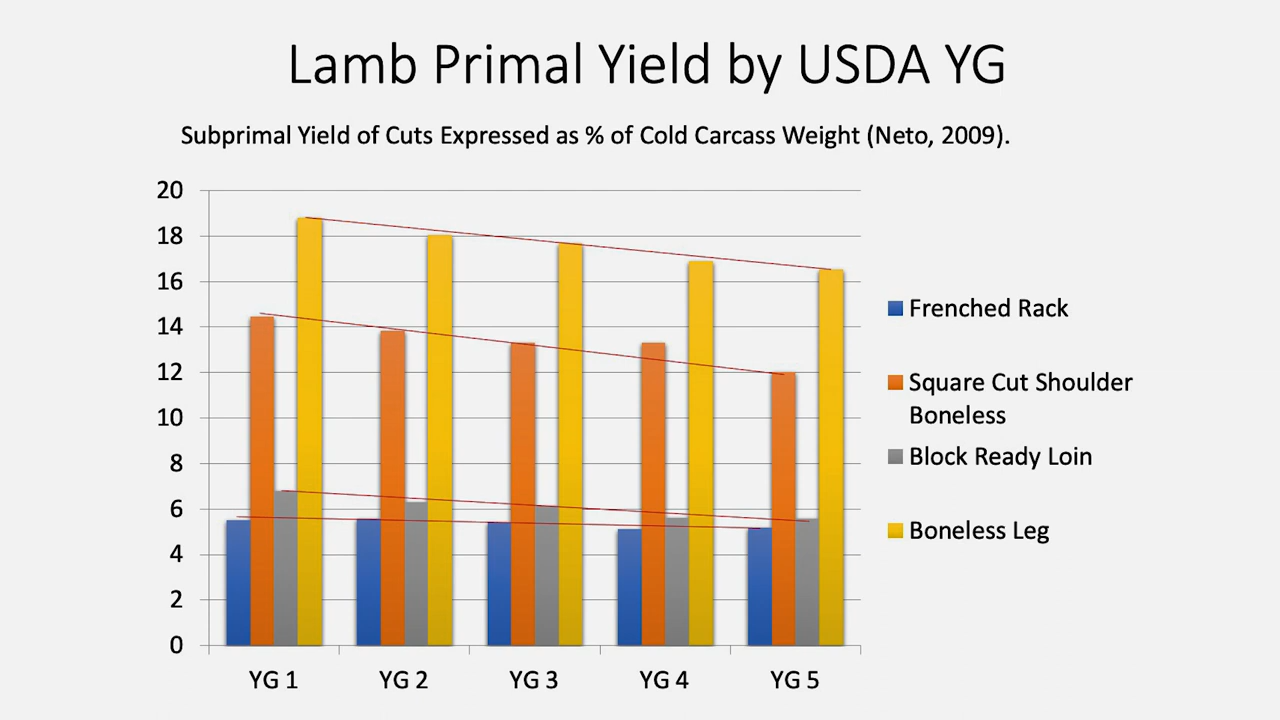 Lamb Primal Yield by USDA YG
Subprimal Yield of Cuts Expressed as % of Cold Carcass Weight (Neto, 2009).
20
18
16
14
12
10
8
6
4
2
0
YG 1
YG 2
YG 3
YG 4
YG 5
Frenched Rack
Square Cut Shoulder
Boneless
Block Ready Loin
Boneless Leg